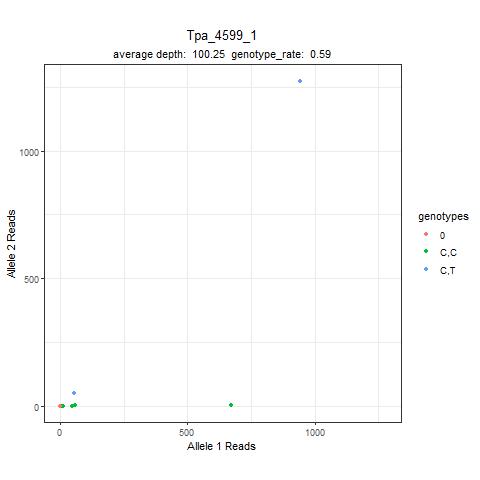 Tpa_4599_1
average depth:  100.25  genotype_rate:  0.59
1000
500
0
Allele 2 Reads
0 500 1000
Allele 1 Reads
genotypes
0
C,C
C,T